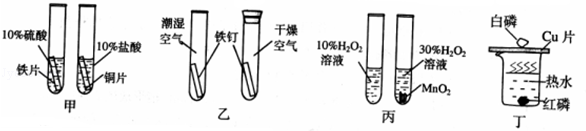 10%硫酸
10%盐酸
铁片
铜片
甲
潮湿
空气
铁钉
干燥
空气
乙
10%H₂O₂
溶液
30%H₂O₂
溶液
MnO₂
丙
白磷
Cu片
热水
红磷
丁